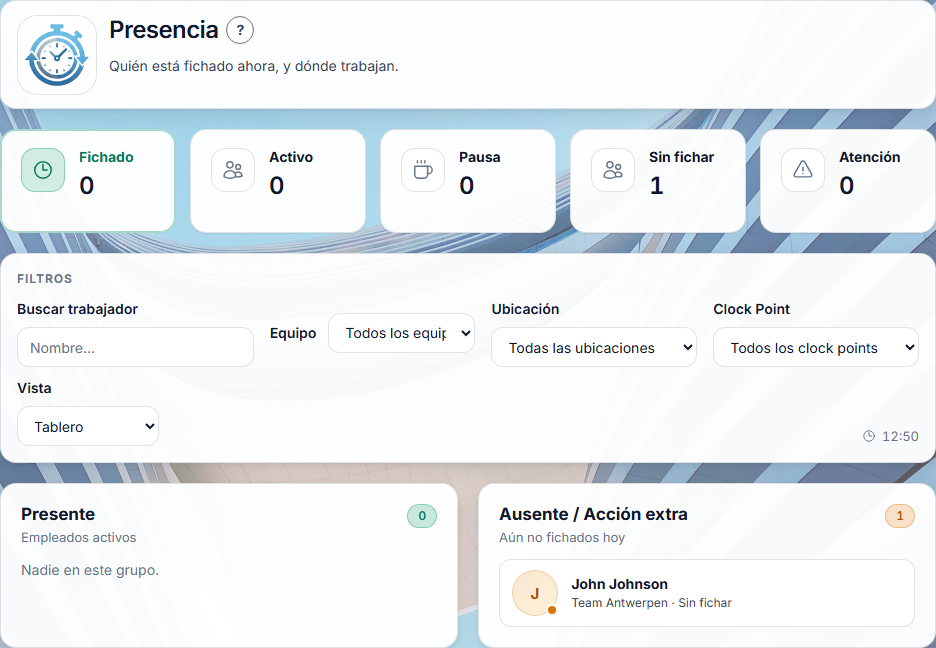 Presencia ?
Quién está fichado ahora, y dónde trabajan.
Fichado
0
Activo
0
Pausa
0
Sin fichar
1
Atención
0
FILTROS
Buscar trabajador
Nombre...
Equipo
Todos los equip
Ubicación
Todas las ubicaciones
Clock Point
Todos los clock points
Vista
Tablero
12:50
Presente
0
Empleados activos
Nadie en este grupo.
Ausente / Acción extra
1
Aún no fichados hoy
J
John Johnson
Team Antwerpen · Sin fichar